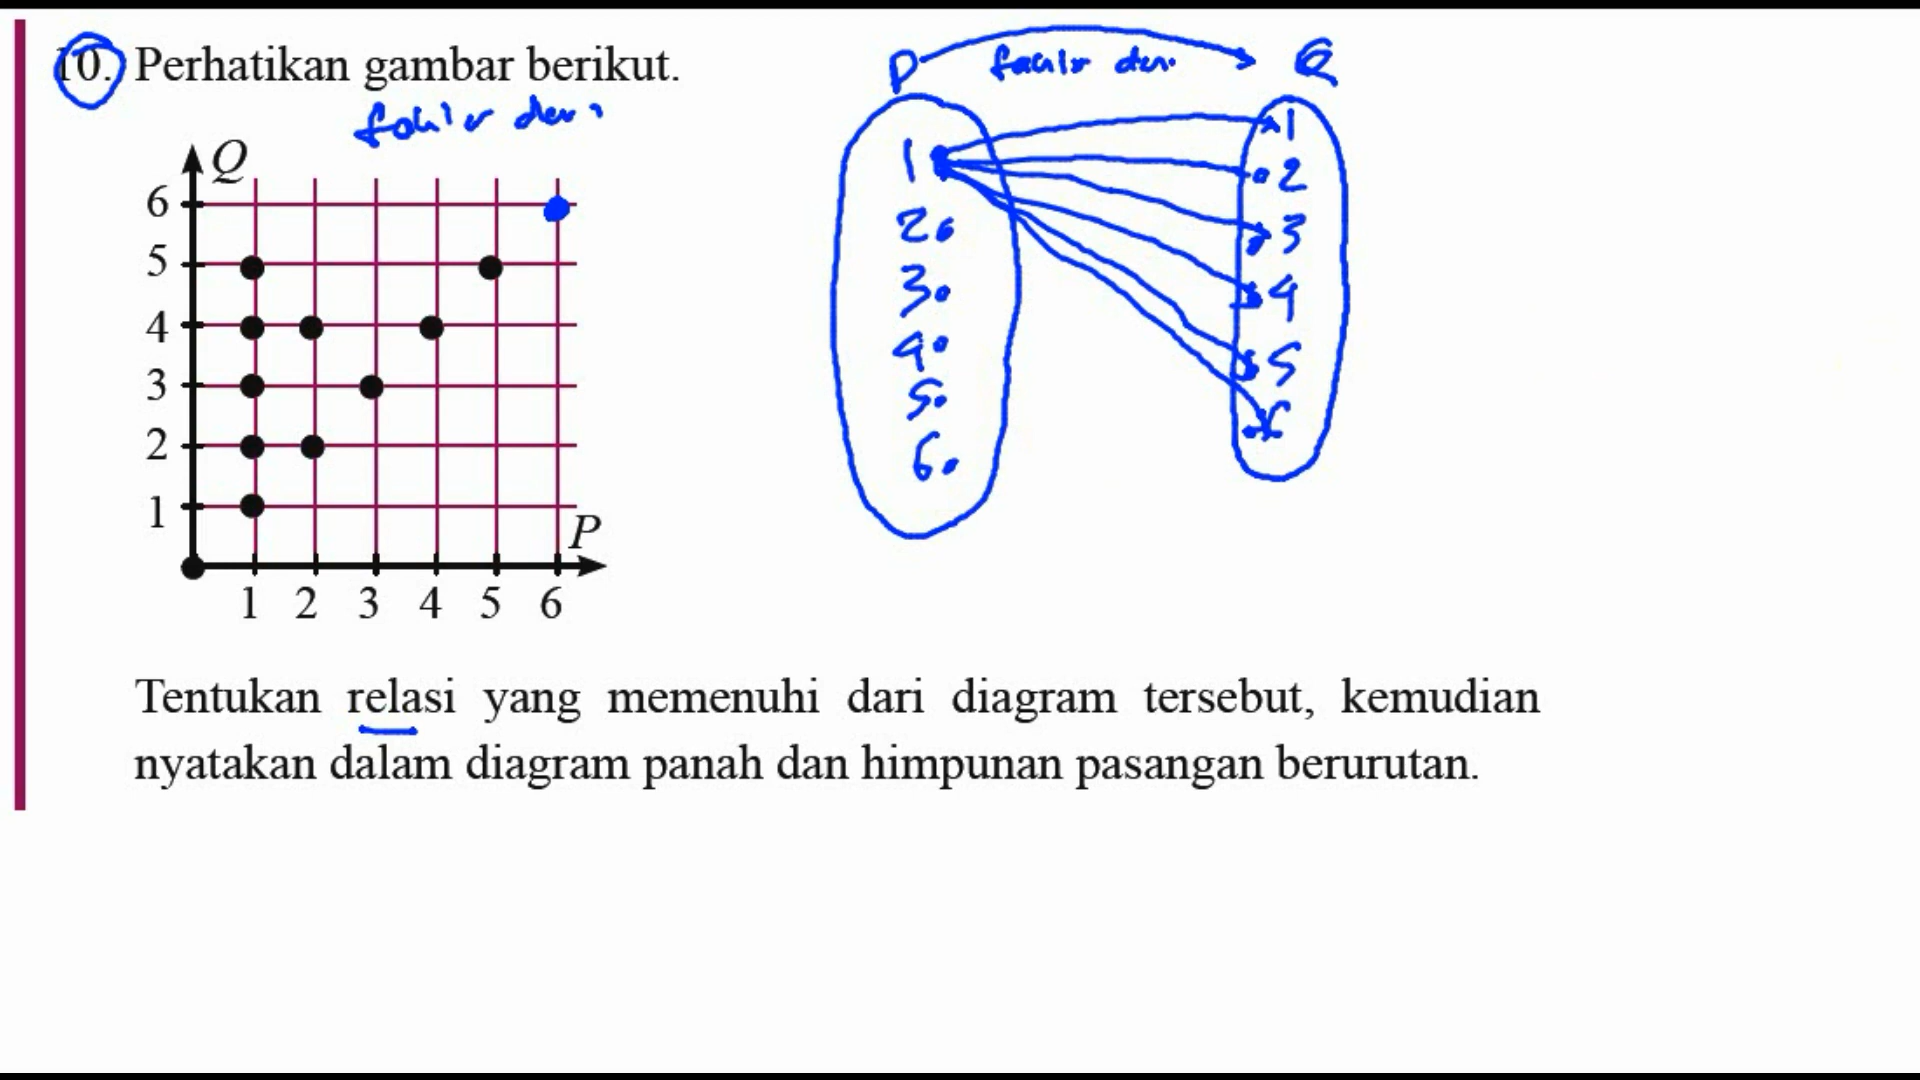 10. Perhatikan gambar berikut.
faktor dari
Q
6
5
4
3
2
1
P
1 2 3 4 5 6
P faktor dari Q
1
2
3
4
5
6
1
2
3
4
5
6
Tentukan relasi yang memenuhi dari diagram tersebut, kemudian
nyatakan dalam diagram panah dan himpunan pasangan berurutan.